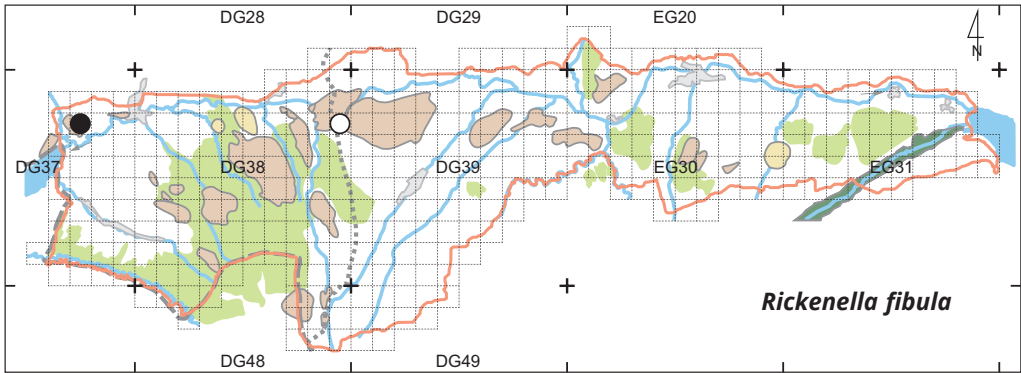 DG28 DG29 EG20
N
DG37 DG38 DG39 EG30 EG31
Rickenella fibula
DG48 DG49